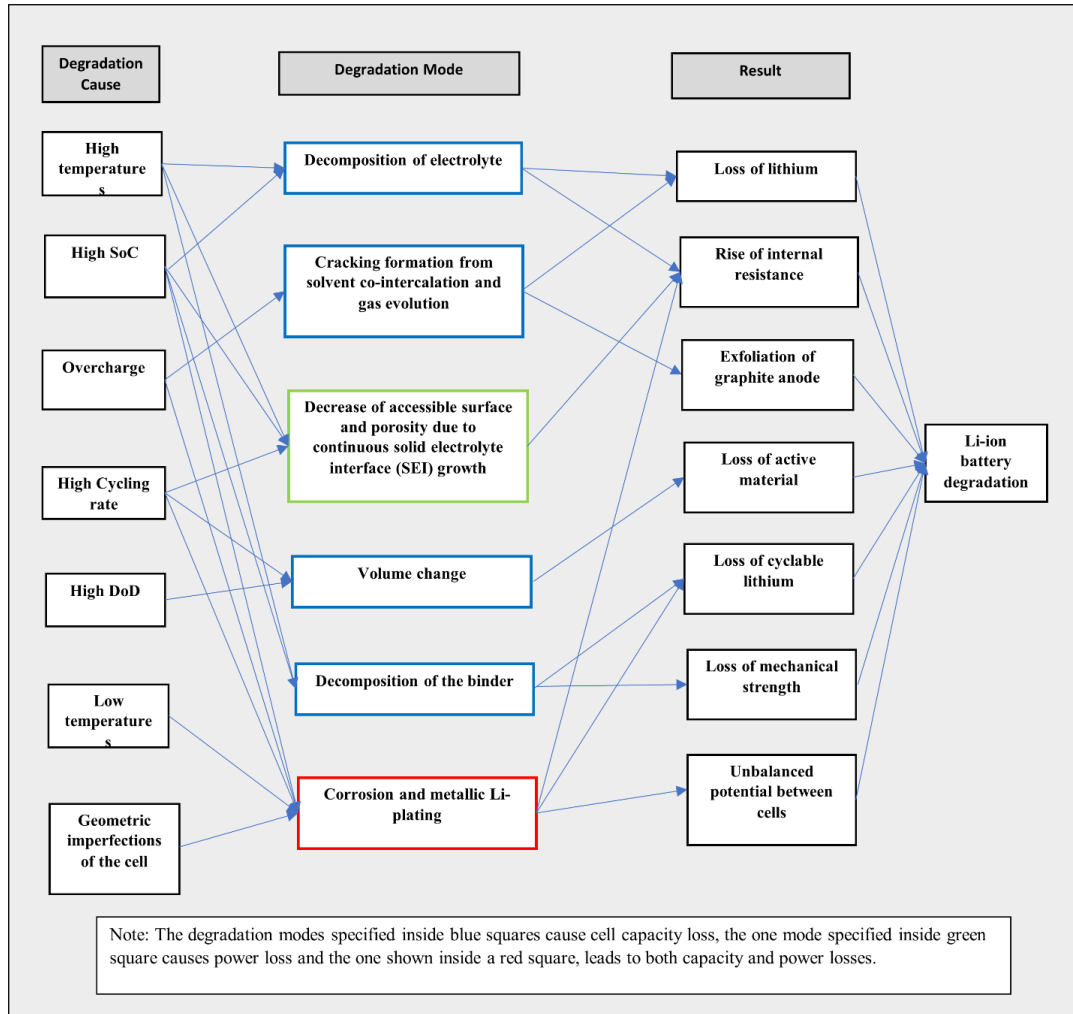 Degradation
Cause
Degradation Mode
Result
High
temperature
s
High SoC
Overcharge
High Cycling
rate
High DoD
Low
temperature
s
Geometric
imperfections
of the cell
Decomposition of electrolyte
Cracking formation from
solvent co-intercalation and
gas evolution
Decrease of accessible surface
and porosity due to
continuous solid electrolyte
interface (SEI) growth
Volume change
Decomposition of the binder
Corrosion and metallic Li-
plating
Loss of lithium
Rise of internal
resistance
Exfoliation of
graphite anode
Loss of active
material
Loss of cyclable
lithium
Loss of mechanical
strength
Unbalanced
potential between
cells
Li-ion
battery
degradation
Note: The degradation modes specified inside blue squares cause cell capacity loss, the one mode specified inside green
square causes power loss and the one shown inside a red square, leads to both capacity and power losses.